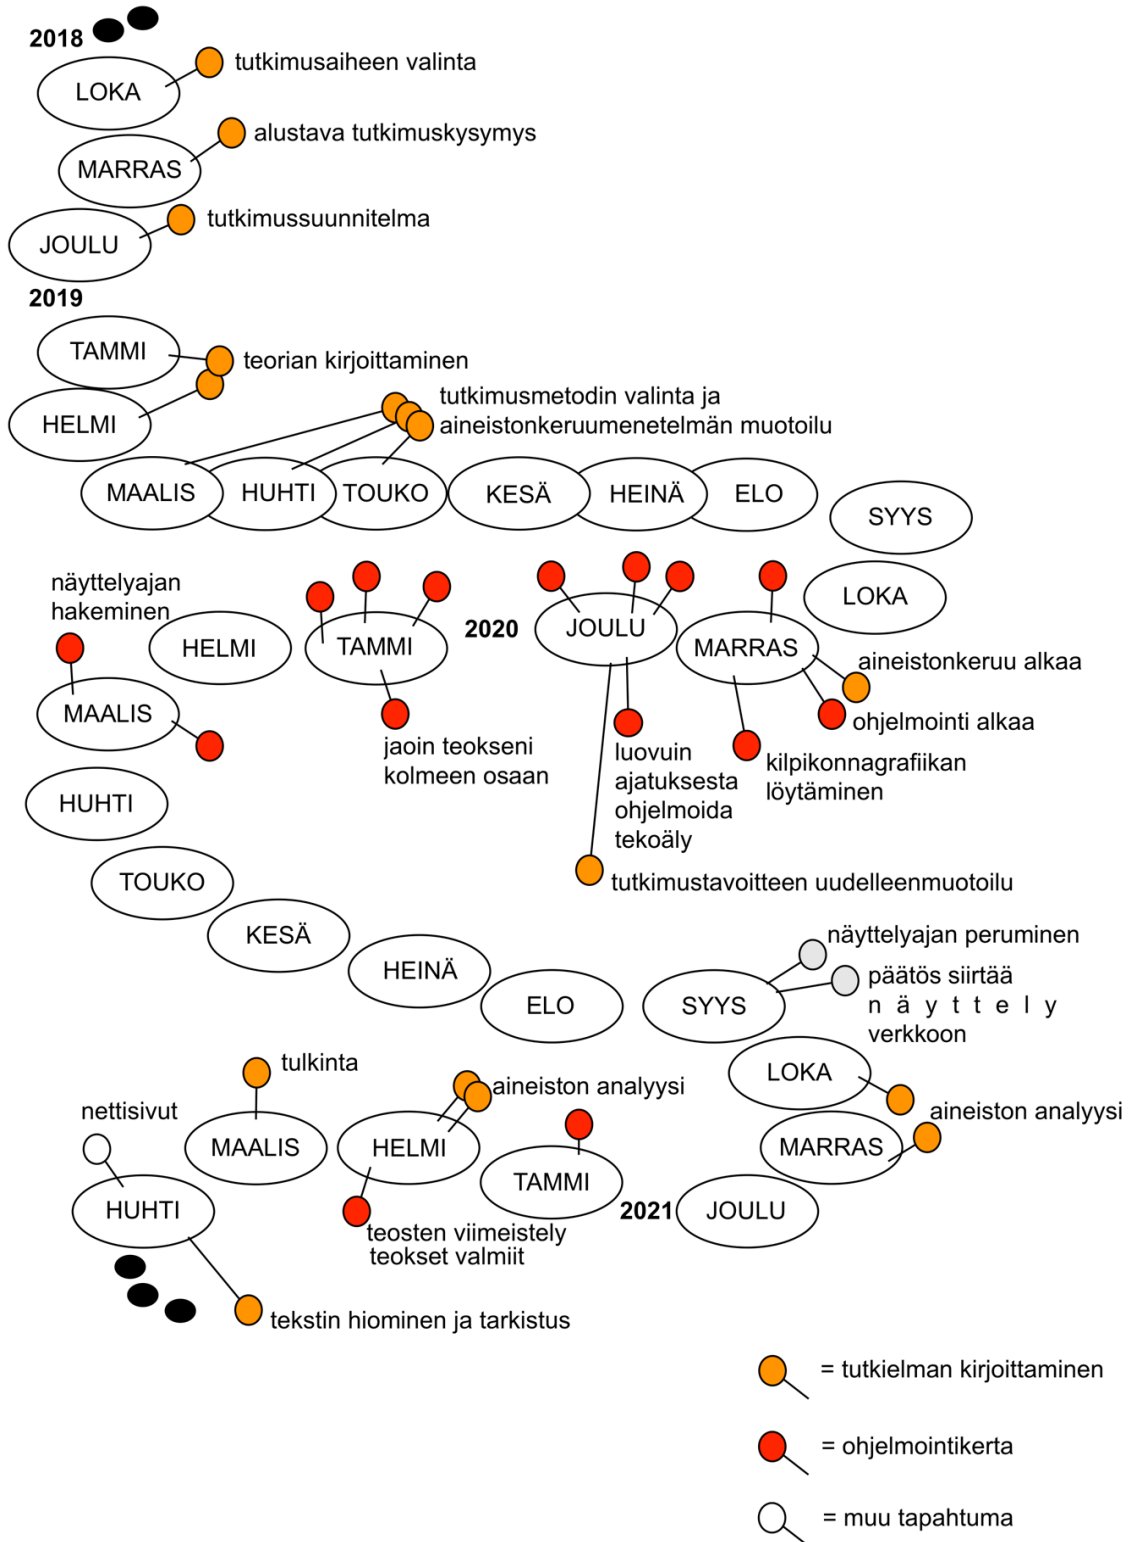 2018
LOKA
tutkimusaiheen valinta
MARRAS
alustava tutkimuskysymys
JOULU
tutkimussuunnitelma
2019
TAMMI
teorian kirjoittaminen
HELMI
tutkimusmetodin valinta ja
aineistonkeruumenetelmän muotoilu
MAALIS
HUHTI
TOUKO
KESÄ
HEINÄ
ELO
SYYS
LOKA
MARRAS
aineistonkeruu alkaa
ohjelmointi alkaa
kilpikonnagrafiikan
löytäminen
JOULU
luovuin
ajatuksesta
ohjelmoida
tekoäly
tutkimustavoitteen uudelleenmuotoilu
2020
TAMMI
jaoin teokseni
kolmeen osaan
HELMI
näyttelyajan
hakeminen
MAALIS
HUHTI
TOUKO
KESÄ
HEINÄ
ELO
SYYS
näyttelyajan peruminen
päätös siirtää
n ä y t t e l y
verkkoon
LOKA
aineiston analyysi
MARRAS
JOULU
2021
TAMMI
aineiston analyysi
HELMI
teosten viimeistely
teokset valmiit
tulkinta
MAALIS
nettisivut
HUHTI
tekstin hiominen ja tarkistus
= tutkielman kirjoittaminen
= ohjelmointikerta
= muu tapahtuma